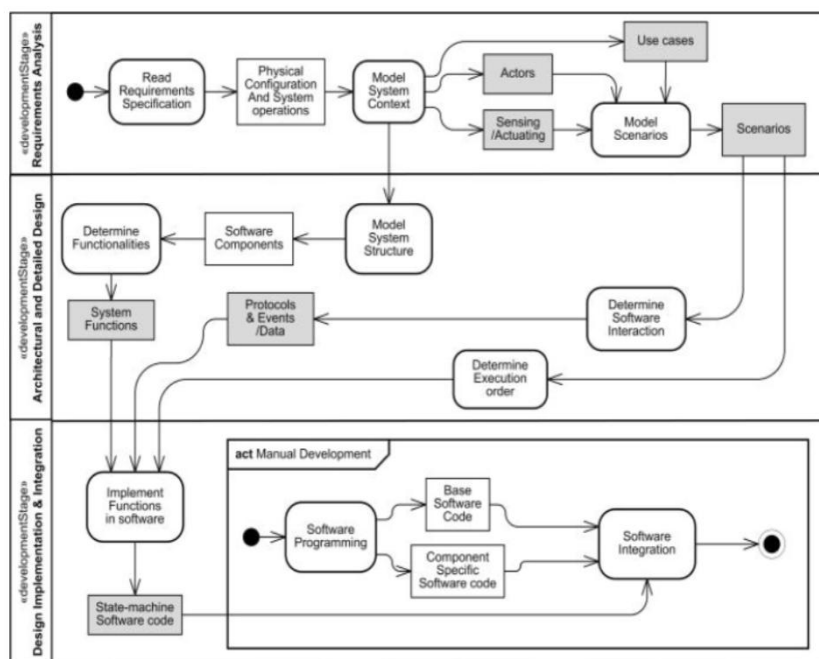 «developmentStage»
Requirements Analysis
Read
Requirements
Specification
Physical
Configuration
And System
operations
Model
System
Context
Use cases
Actors
Sensing
/Actuating
Model
Scenarios
Scenarios
«developmentStage»
Architectural and Detailed Design
Determine
Functionalities
Software
Components
Model
System
Structure
System
Functions
Protocols
& Events
/Data
Determine
Software
Interaction
Determine
Execution
order
«developmentStage»
Design Implementation & Integration
Implement
Functions
in software
State-machine
Software code
act Manual Development
Software
Programming
Base
Software
Code
Component
Specific
Software code
Software
Integration